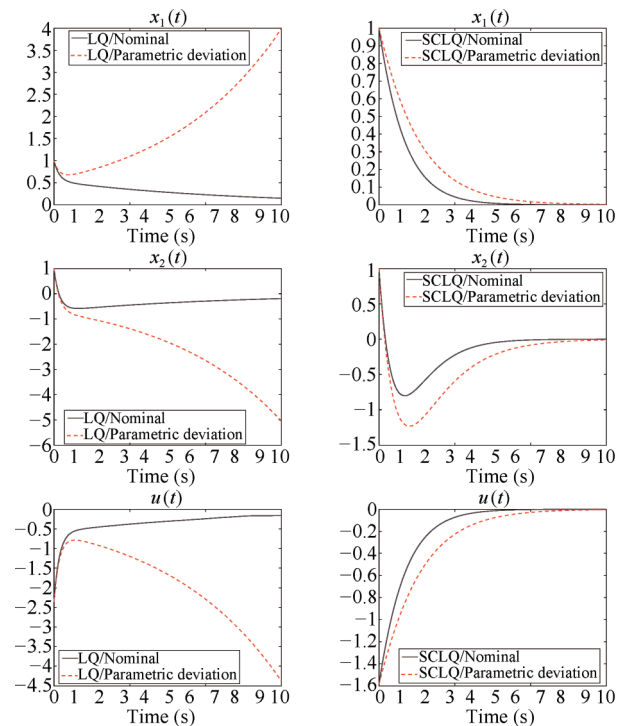 x₁(t)
LQ/Nominal
LQ/Parametric deviation
4
3.5
3
2.5
2
1.5
1
0.5
0
0 1 2 3 4 5 6 7 8 9 10
Time (s)
x₁(t)
SCLQ/Nominal
SCLQ/Parametric deviation
1
0.9
0.8
0.7
0.6
0.5
0.4
0.3
0.2
0.1
0
0 1 2 3 4 5 6 7 8 9 10
Time (s)
x₂(t)
1
0
−1
−2
−3
−4
−5
−6
LQ/Nominal
LQ/Parametric deviation
0 1 2 3 4 5 6 7 8 9 10
Time (s)
x₂(t)
SCLQ/Nominal
SCLQ/Parametric deviation
1
0.5
0
−0.5
−1
−1.5
0 1 2 3 4 5 6 7 8 9 10
Time (s)
u(t)
0
−0.5
−1
−1.5
−2
−2.5
−3
−3.5
−4
−4.5
LQ/Nominal
LQ/Parametric deviation
0 1 2 3 4 5 6 7 8 9 10
Time (s)
u(t)
0
−0.2
−0.4
−0.6
−0.8
−1
−1.2
−1.4
−1.6
SCLQ/Nominal
SCLQ/Parametric deviation
0 1 2 3 4 5 6 7 8 9 10
Time (s)